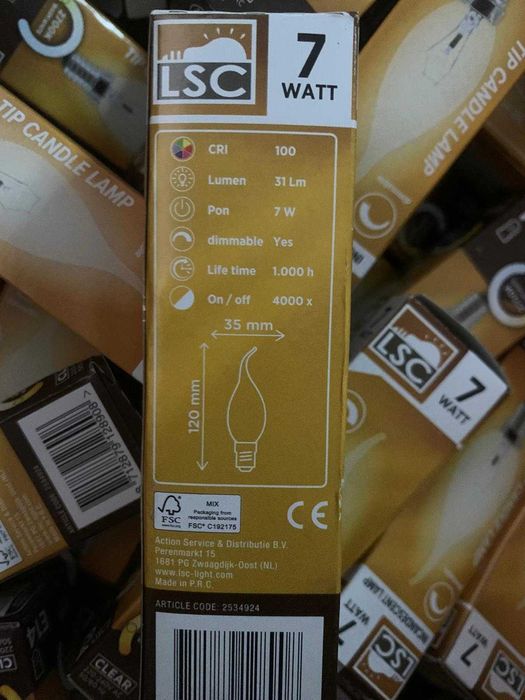 LSC
7
WATT
CRI 100
Lumen 31 Lm
Pon 7 W
dimmable Yes
Life time 1.000 h
On / off 4000 x
35 mm
120 mm
FSC
MIX
Packaging from
responsible sources
FSC® C192175
CE
Action Service & Distributie B.V.
Perenmarkt 15
1681 PG Zwaagdijk-Oost (NL)
www.lsc-light.com
Made in P.R.C.
ARTICLE CODE: 2534924
TIP CANDLE LAMP
TIP CANDLE LAMP
LSC
7
WATT
CLEAR
E14
7
WATT
LSC
7
WATT
INCANDESCENT LAMP